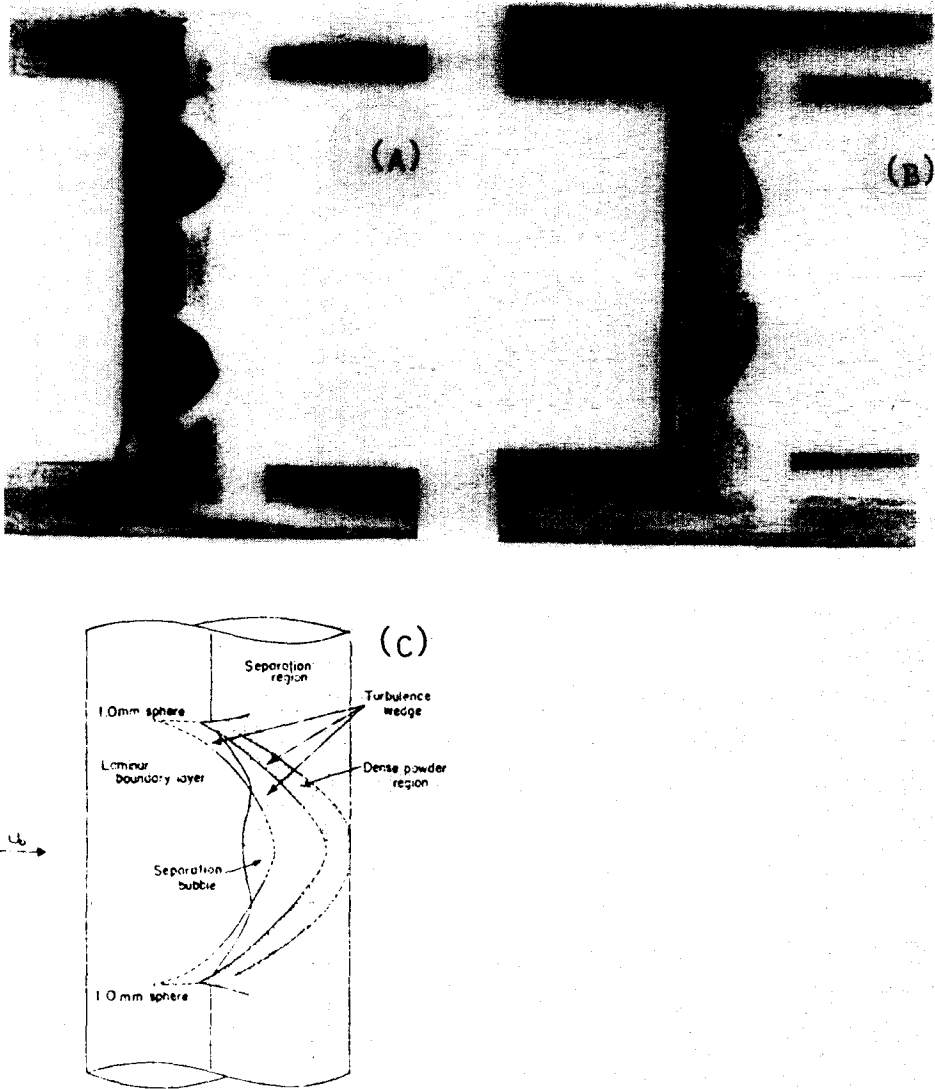 (A)
(B)
(C)
Separation
region
1.0mm sphere
Turbulence
wedge
Laminar
boundary layer
Dense powder
region
Separation
bubble
1.0mm sphere